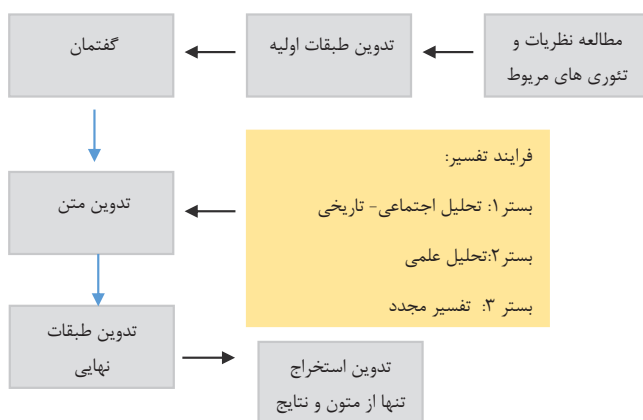 مطالعه نظریات و
تئوری های مربوط
تدوین طبقات اولیه
گفتمان
فرایند تفسیر:
بستر۱: تحلیل اجتماعی- تاریخی
بستر۲:تحلیل علمی
بستر ۳: تفسیر مجدد
تدوین متن
تدوین طبقات
نهایی
تدوین استخراج
تنها از متون و نتایج